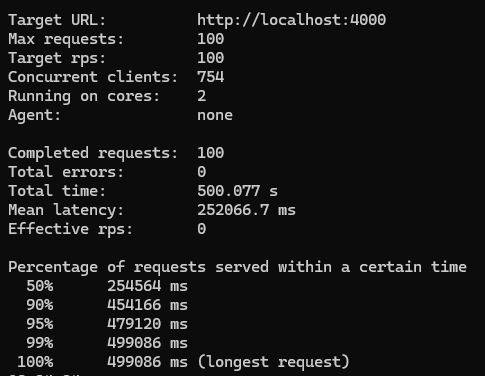 Target URL: http://localhost:4000
Max requests: 100
Target rps: 100
Concurrent clients: 754
Running on cores: 2
Agent: none
Completed requests: 100
Total errors: 0
Total time: 500.077 s
Mean latency: 252066.7 ms
Effective rps: 0
Percentage of requests served within a certain time
50% 254564 ms
90% 454166 ms
95% 479120 ms
99% 499086 ms
100% 499086 ms (longest request)